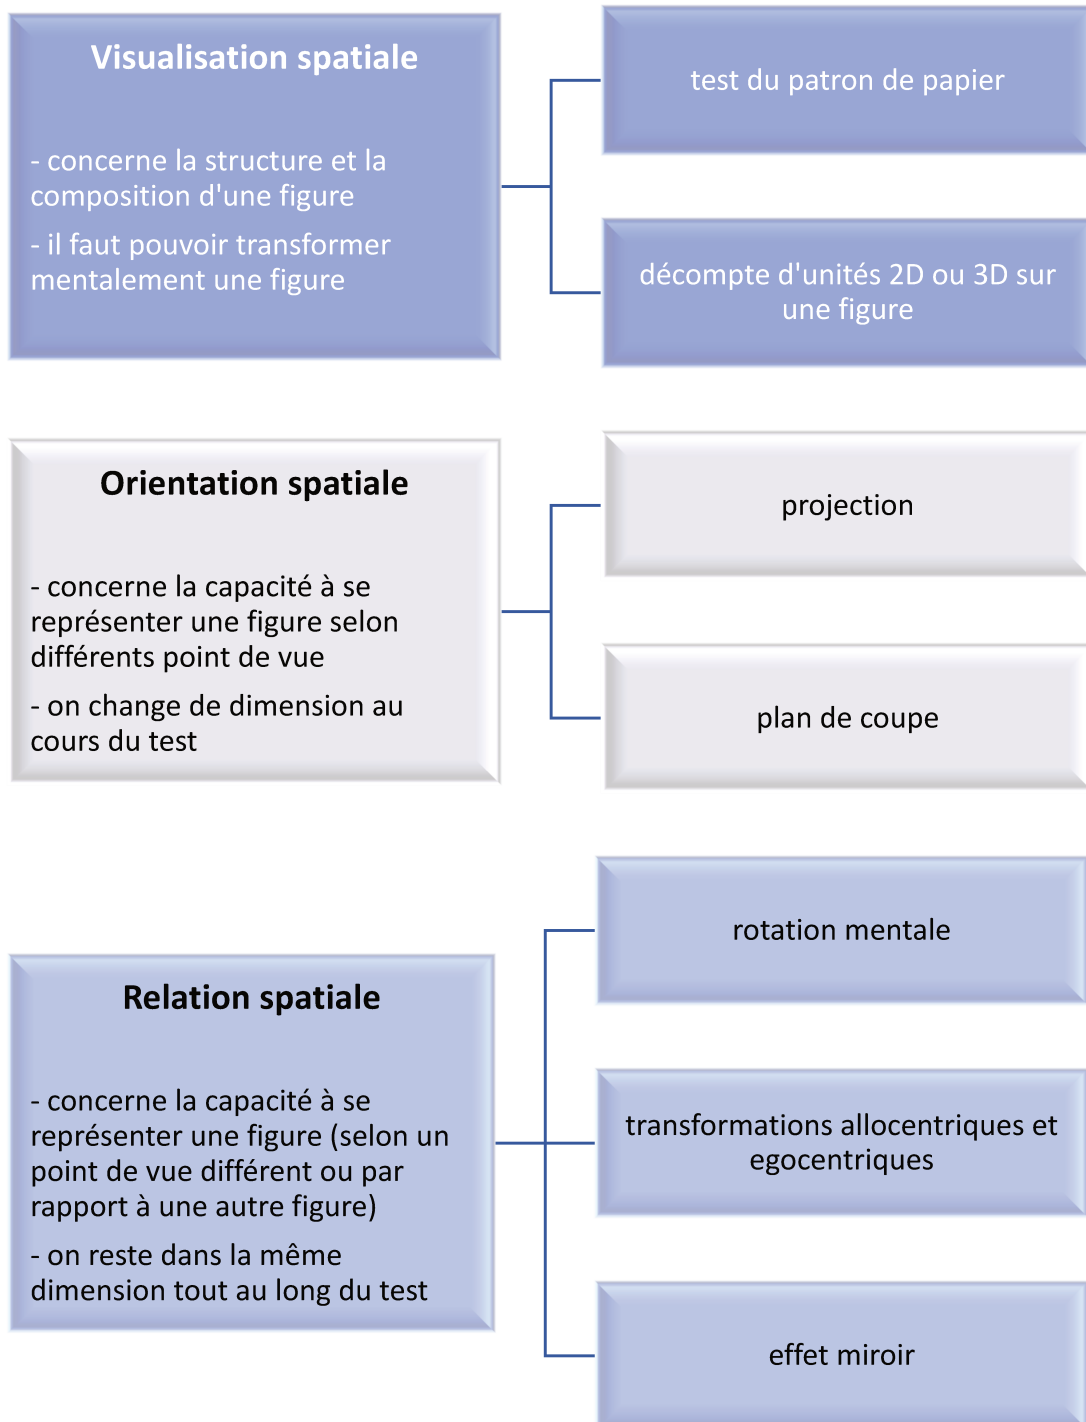 Visualisation spatiale
- concerne la structure et la
composition d'une figure
- il faut pouvoir transformer
mentalement une figure
test du patron de papier
décompte d'unités 2D ou 3D sur
une figure
Orientation spatiale
- concerne la capacité à se
représenter une figure selon
différents point de vue
- on change de dimension au
cours du test
projection
plan de coupe
Relation spatiale
- concerne la capacité à se
représenter une figure (selon un
point de vue différent ou par
rapport à une autre figure)
- on reste dans la même
dimension tout au long du test
rotation mentale
transformations allocentriques et
egocentriques
effet miroir